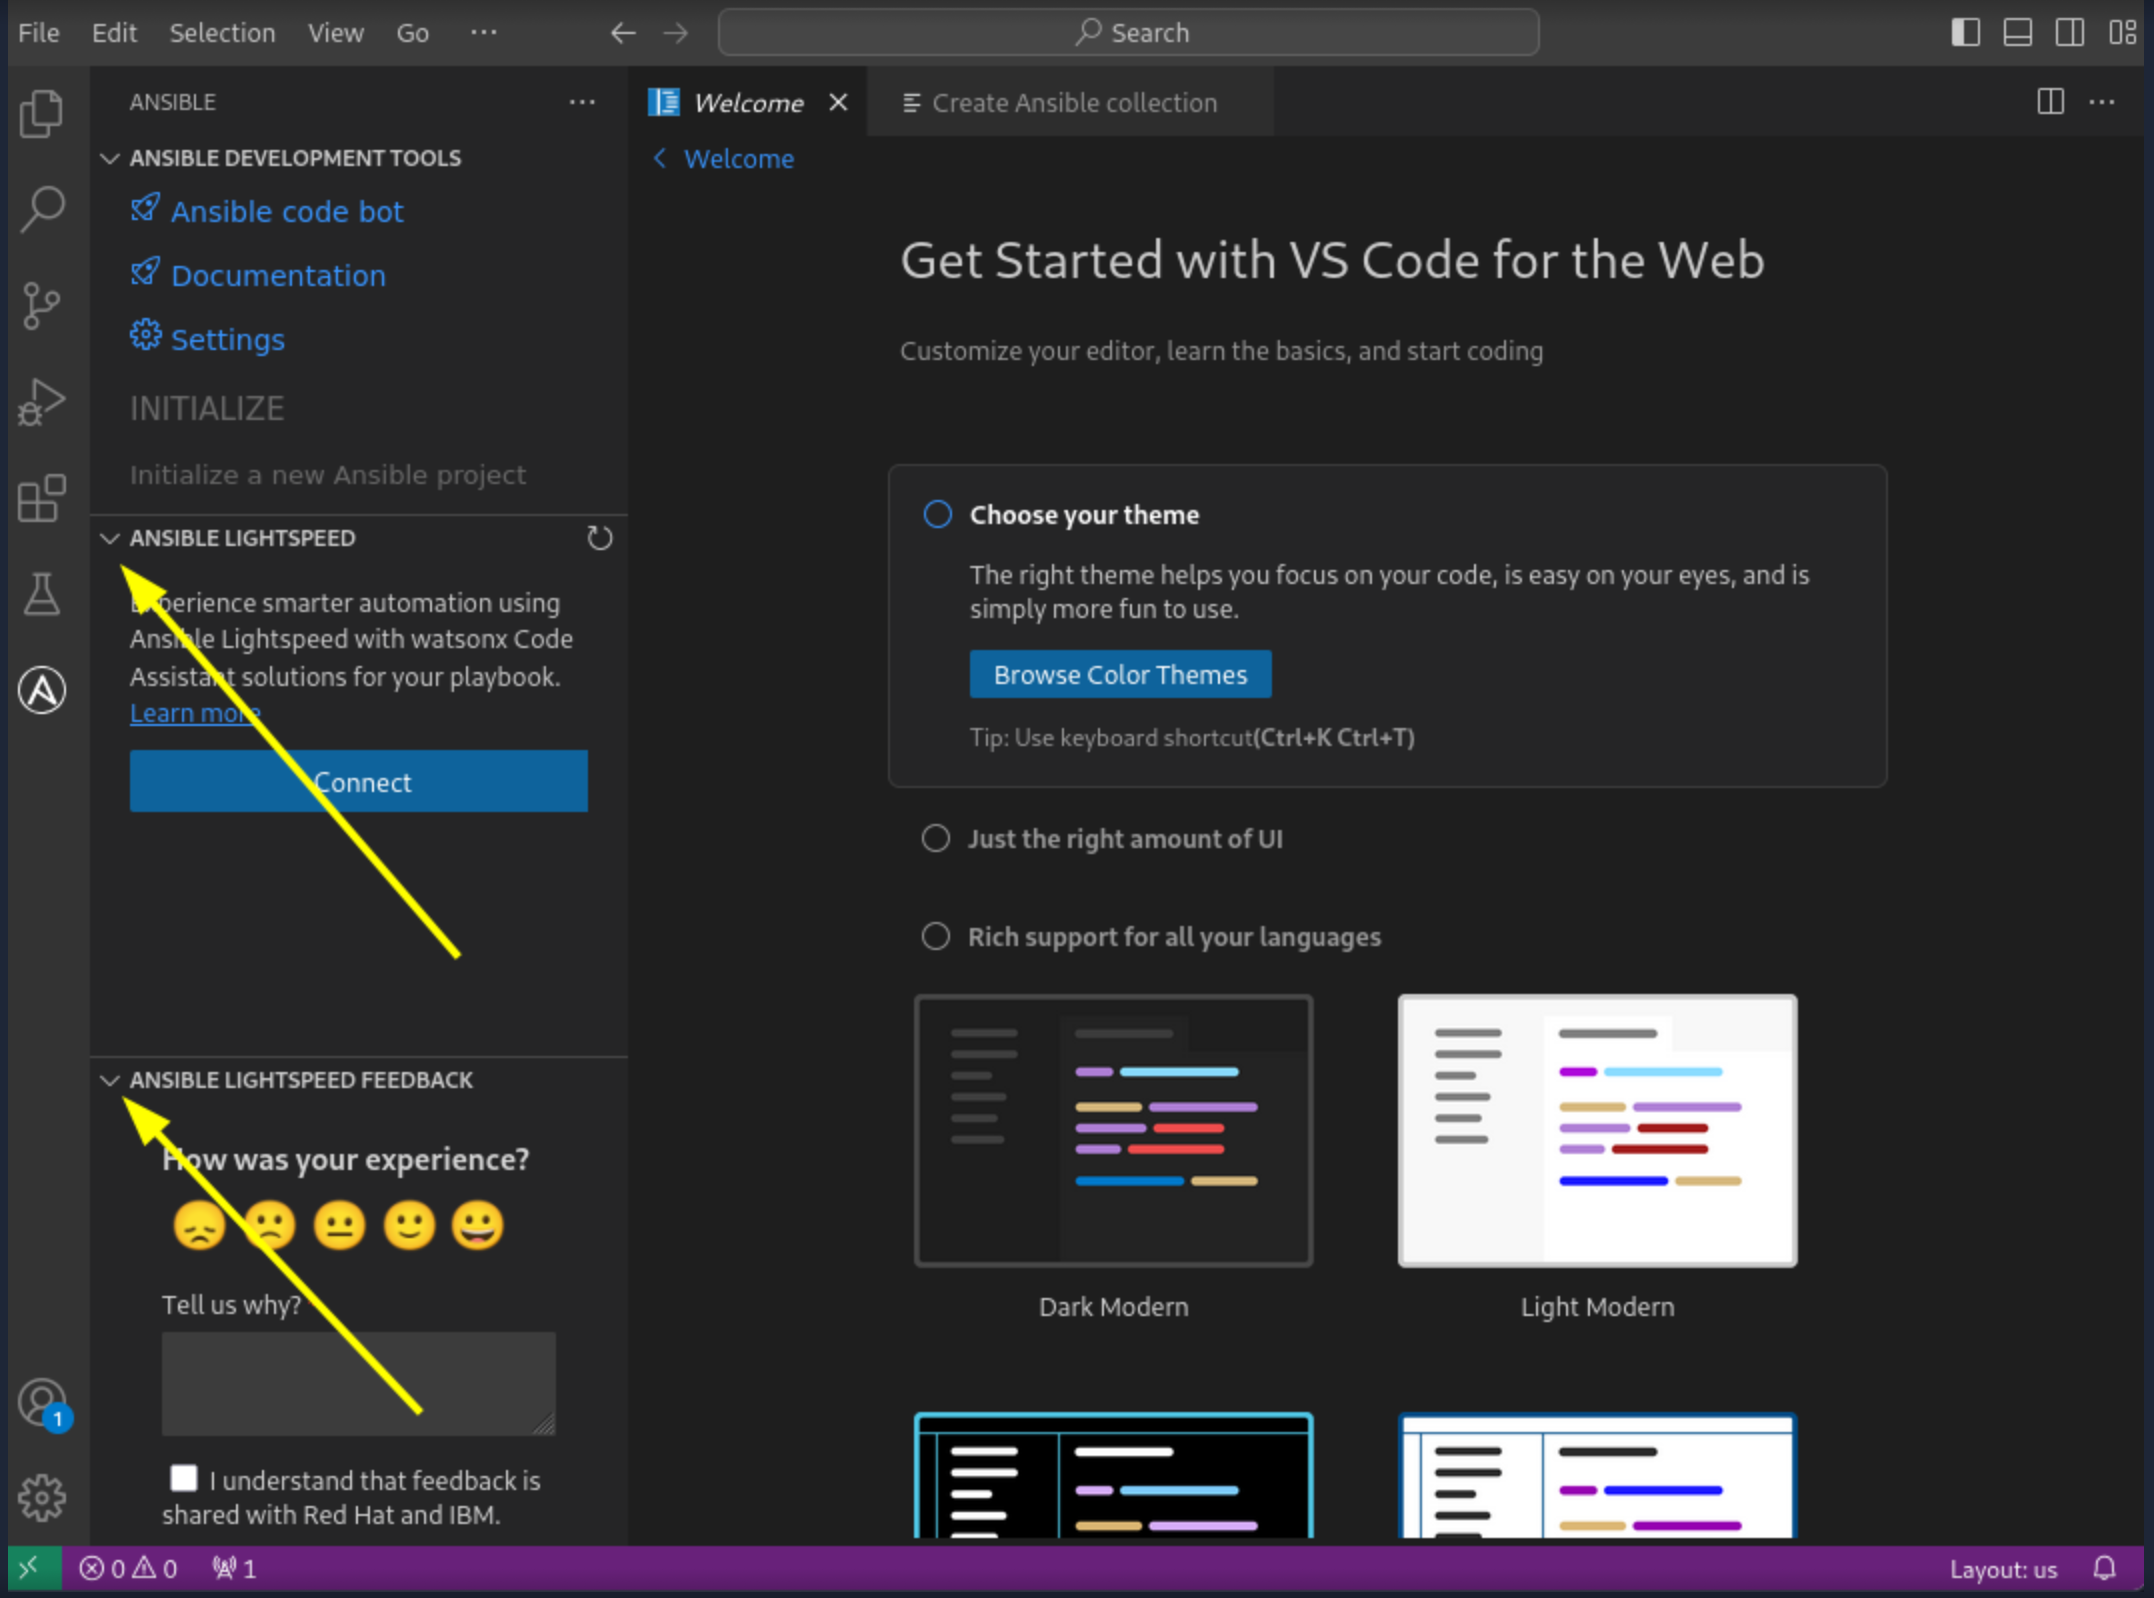 File Edit Selection View Go ···
Search
ANSIBLE
ANSIBLE DEVELOPMENT TOOLS
Ansible code bot
Documentation
Settings
INITIALIZE
Initialize a new Ansible project
ANSIBLE LIGHTSPEED
Experience smarter automation using
Ansible Lightspeed with watsonx Code
Assistant solutions for your playbook.
Learn more
Connect
ANSIBLE LIGHTSPEED FEEDBACK
How was your experience?
Tell us why?
I understand that feedback is
shared with Red Hat and IBM.
1
Welcome
Create Ansible collection
Welcome
Get Started with VS Code for the Web
Customize your editor, learn the basics, and start coding
Choose your theme
The right theme helps you focus on your code, is easy on your eyes, and is
simply more fun to use.
Browse Color Themes
Tip: Use keyboard shortcut(Ctrl+K Ctrl+T)
Just the right amount of UI
Rich support for all your languages
Dark Modern
Light Modern
0 0 1
Layout: us